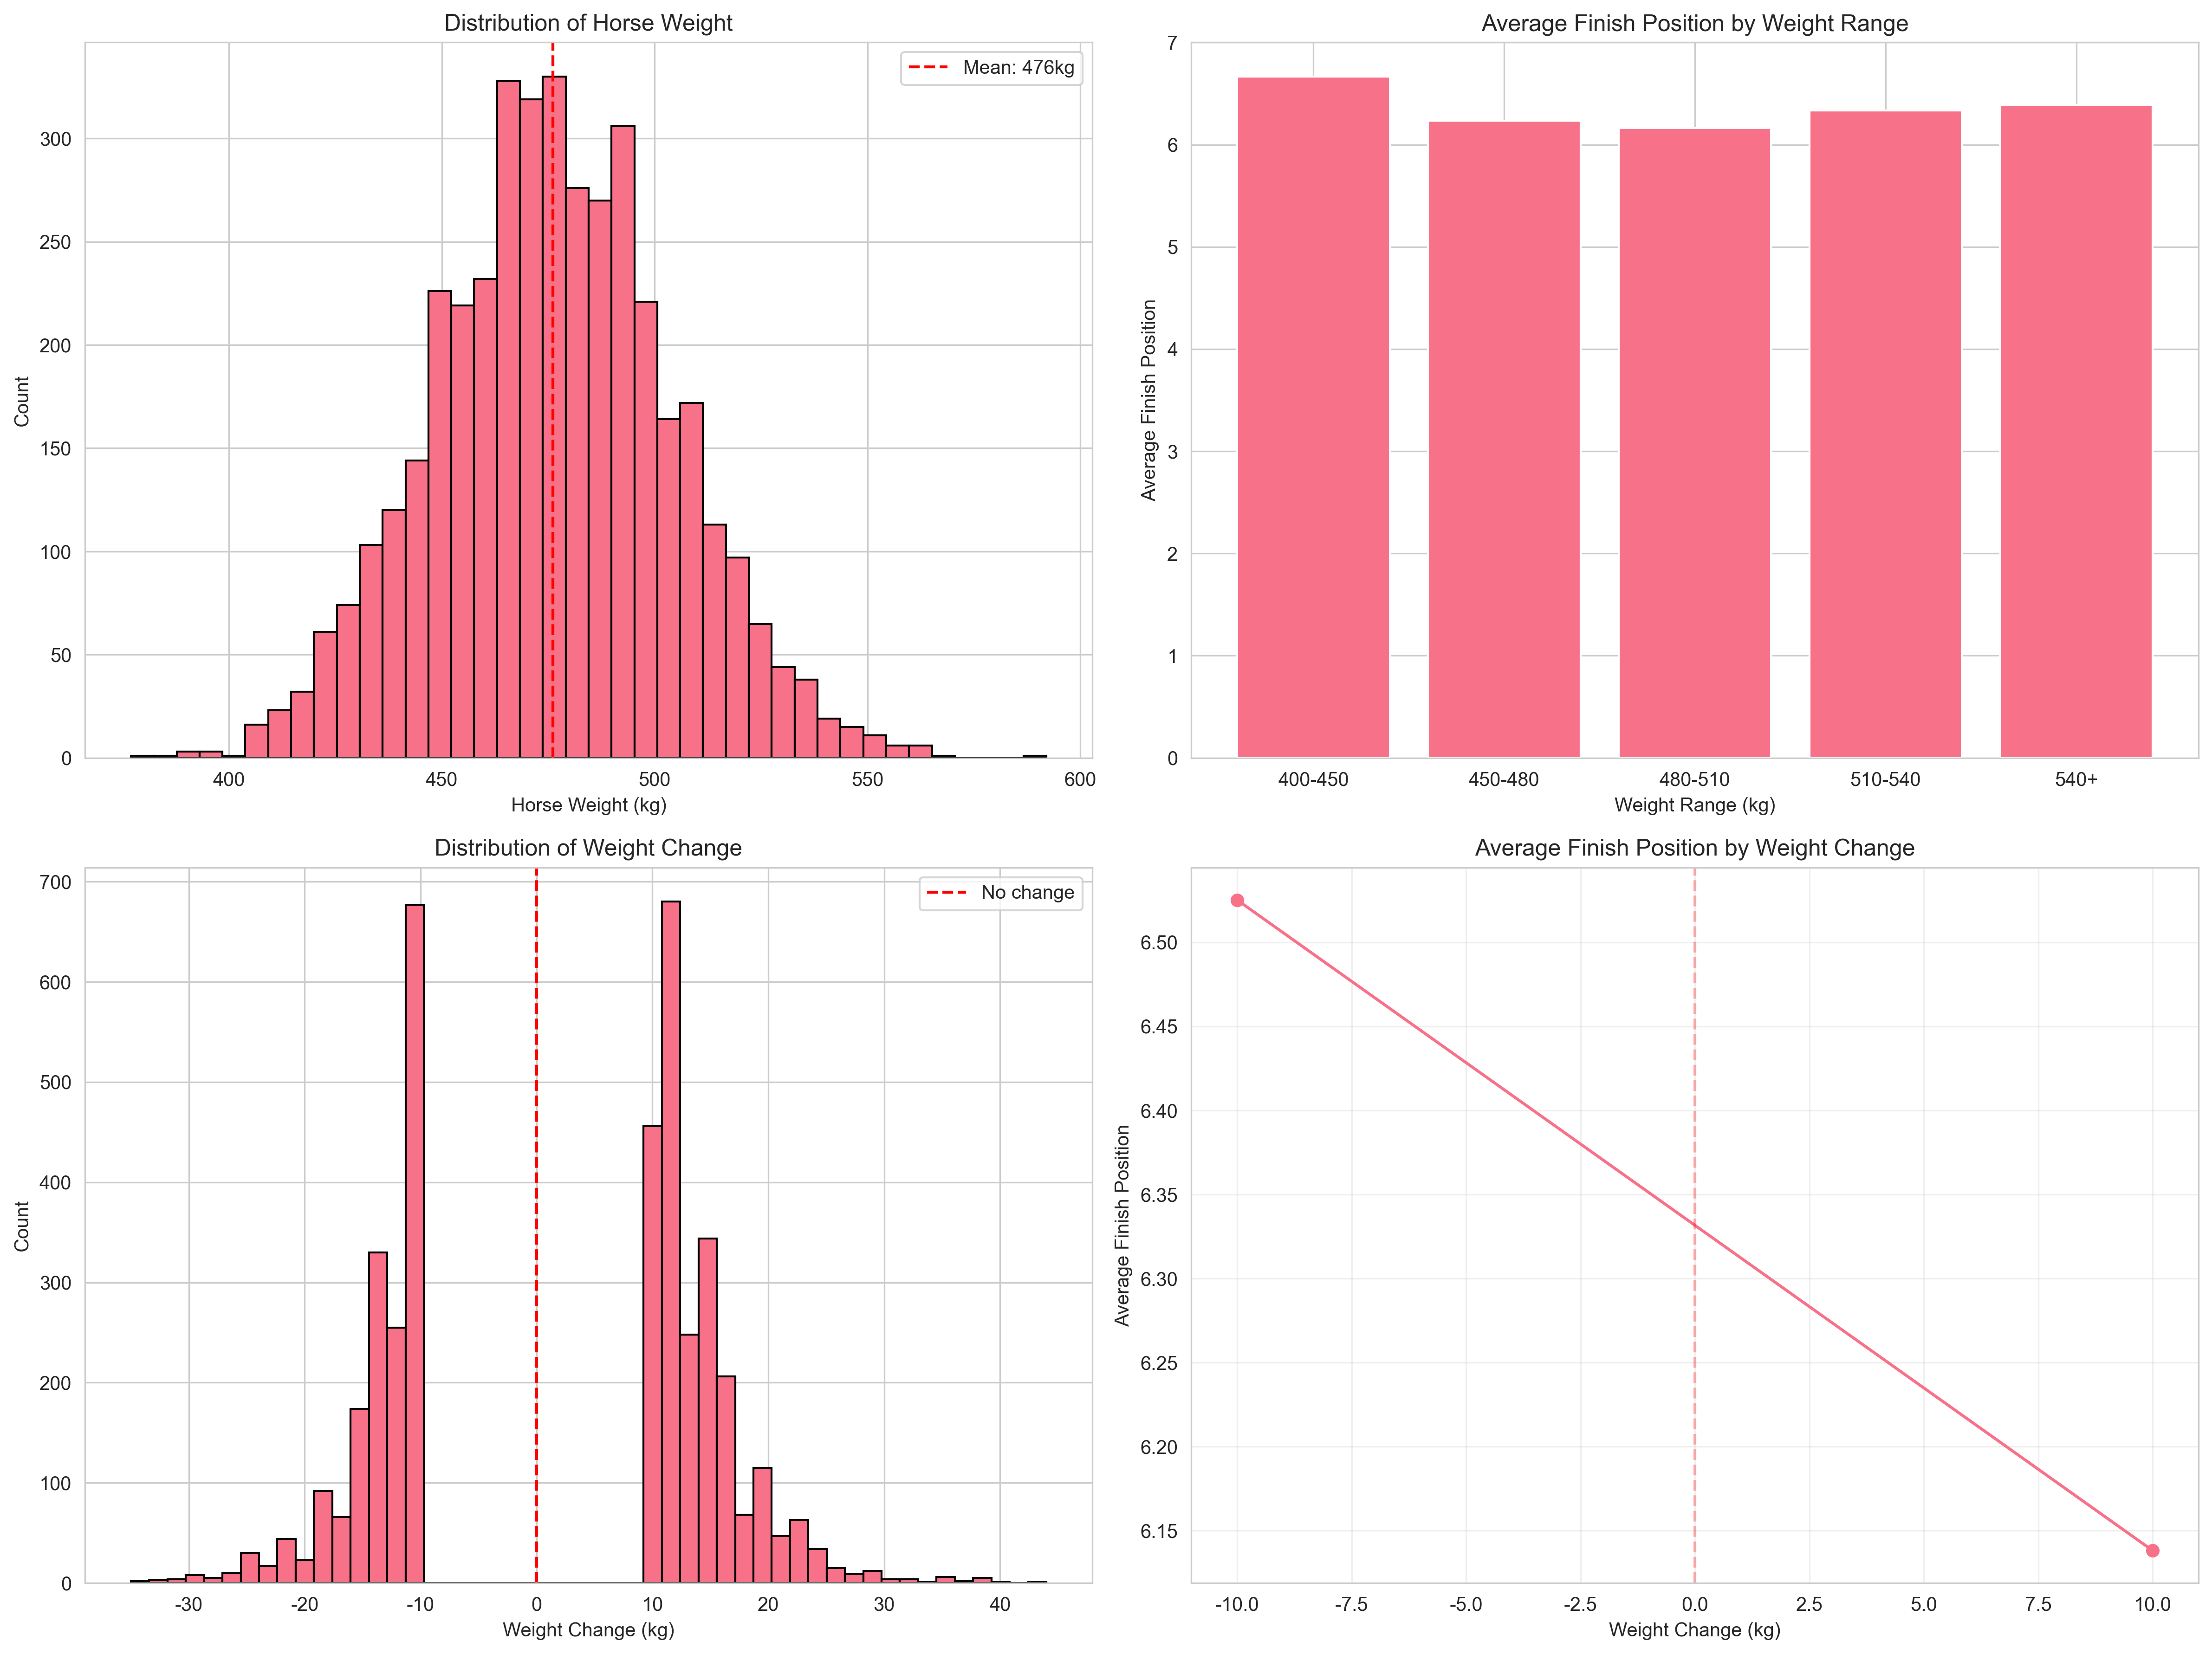 Distribution of Horse Weight
Mean: 476kg
300
250
200
150
100
50
0
Count
400 450 500 550 600
Horse Weight (kg)
Average Finish Position by Weight Range
7
6
5
4
3
2
1
0
Average Finish Position
400-450 450-480 480-510 510-540 540+
Weight Range (kg)
Distribution of Weight Change
No change
700
600
500
400
300
200
100
0
Count
-30 -20 -10 0 10 20 30 40
Weight Change (kg)
Average Finish Position by Weight Change
6.50
6.45
6.40
6.35
6.30
6.25
6.20
6.15
Average Finish Position
-10.0 -7.5 -5.0 -2.5 0.0 2.5 5.0 7.5 10.0
Weight Change (kg)